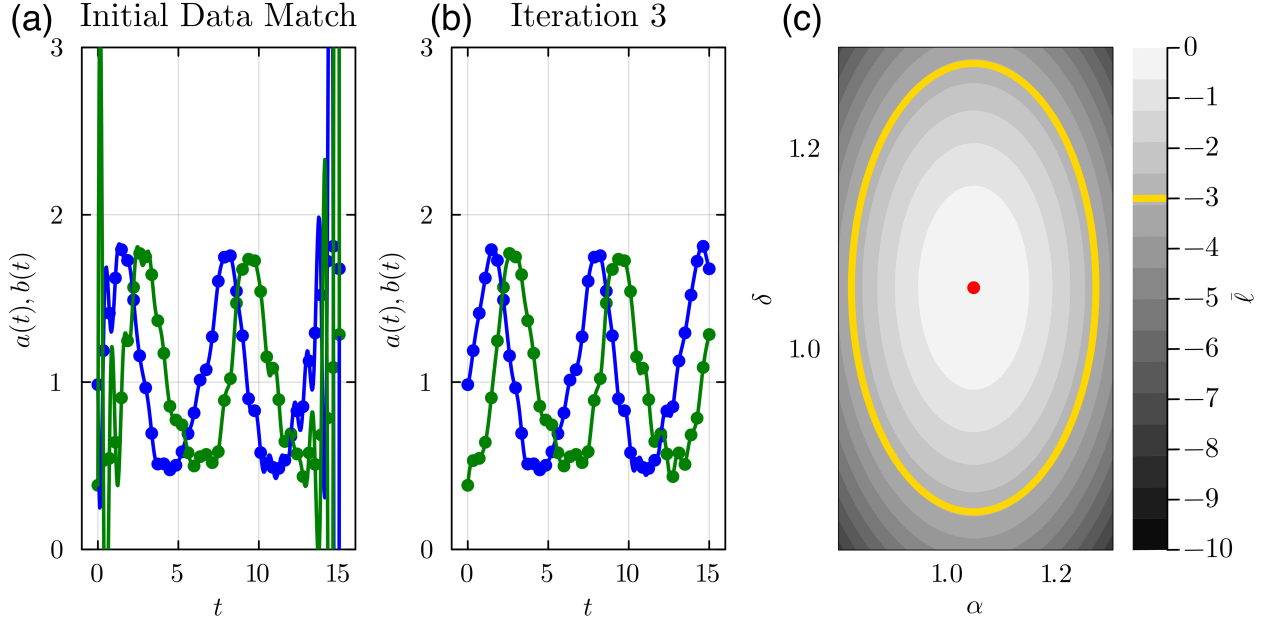 (a) Initial Data Match
3
2
1
0
a(t), b(t)
0 5 10 15
t
(b) Iteration 3
3
2
1
0
a(t), b(t)
0 5 10 15
t
(c)
1.2
1.0
δ
1.0 1.2
α
0
−1
−2
−3
−4
−5
−6
−7
−8
−9
−10
ℓ̄